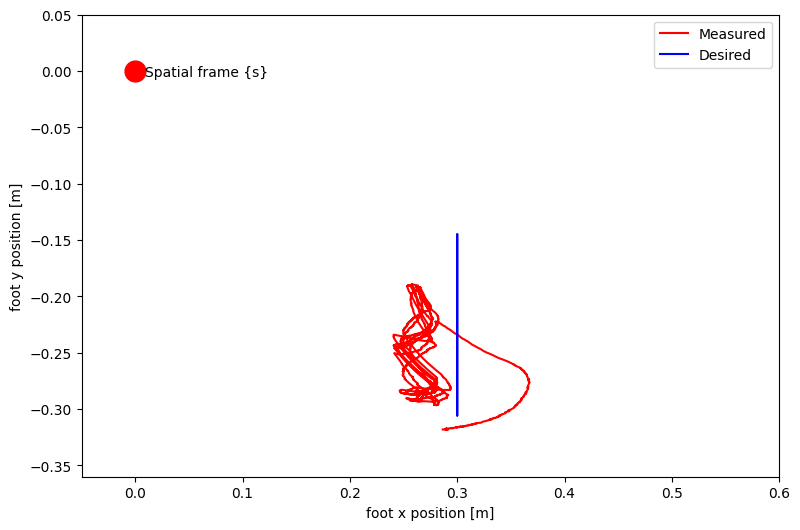 Measured
Desired
Spatial frame {s}
0.05
0.00
−0.05
−0.10
−0.15
−0.20
−0.25
−0.30
−0.35
foot y position [m]
0.0 0.1 0.2 0.3 0.4 0.5 0.6
foot x position [m]